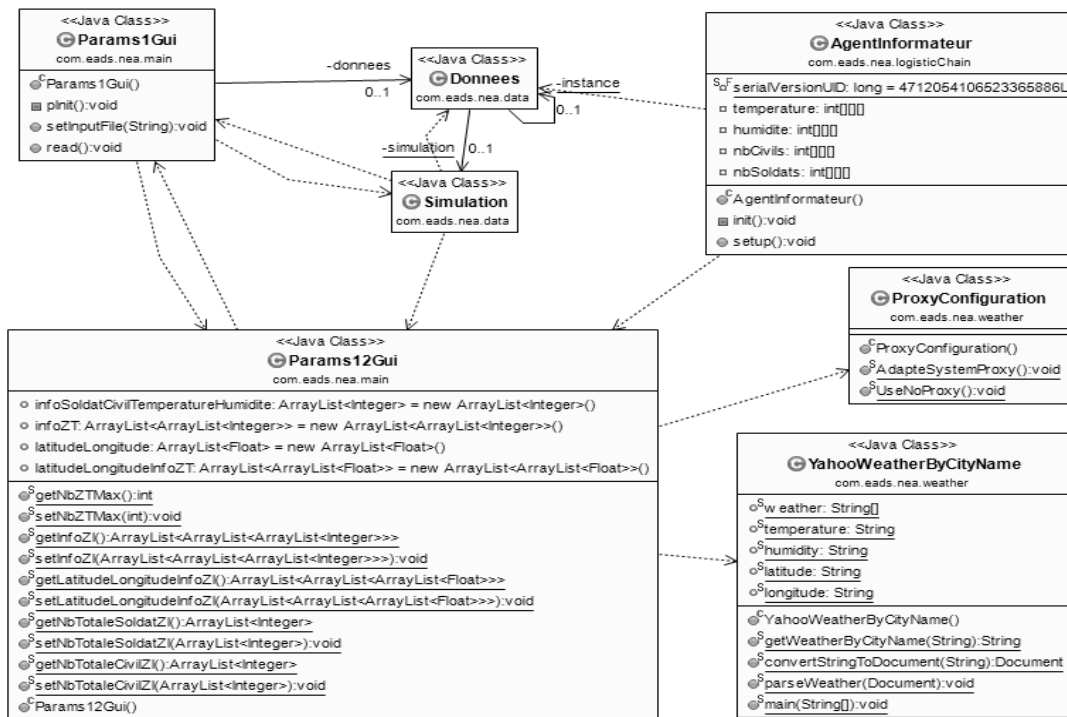 <<Java Class>>
Params1Gui
com.eads.nea.main
Params1Gui()
pInit():void
setInputFile(String):void
read():void
-donnees
0..1
<<Java Class>>
Donnees
com.eads.nea.data
-instance
0..1
-simulation
0..1
<<Java Class>>
Simulation
com.eads.nea.data
<<Java Class>>
AgentInformateur
com.eads.nea.logisticChain
serialVersionUID: long = 4712054106523365886L
temperature: int[][][]
humidite: int[][][]
nbCivils: int[][][]
nbSoldats: int[][][]
AgentInformateur()
init():void
setup():void
<<Java Class>>
ProxyConfiguration
com.eads.nea.weather
ProxyConfiguration()
AdapteSystemProxy():void
UseNoProxy():void
<<Java Class>>
Params12Gui
com.eads.nea.main
infoSoldatCivilTemperatureHumidite: ArrayList<Integer> = new ArrayList<Integer>()
infoZT: ArrayList<ArrayList<Integer>> = new ArrayList<ArrayList<Integer>>()
latitudeLongitude: ArrayList<Float> = new ArrayList<Float>()
latitudeLongitudeInfoZT: ArrayList<ArrayList<Float>> = new ArrayList<ArrayList<Float>>()
getNbZTMax():int
setNbZTMax(int):void
getInfoZI():ArrayList<ArrayList<ArrayList<Integer>>>
setInfoZI(ArrayList<ArrayList<ArrayList<Integer>>>):void
getLatitudeLongitudeInfoZI():ArrayList<ArrayList<ArrayList<Float>>>
setLatitudeLongitudeInfoZI(ArrayList<ArrayList<ArrayList<Float>>>):void
getNbTotaleSoldatZI():ArrayList<Integer>
setNbTotaleSoldatZI(ArrayList<Integer>):void
getNbTotaleCivilZI():ArrayList<Integer>
setNbTotaleCivilZI(ArrayList<Integer>):void
Params12Gui()
<<Java Class>>
YahooWeatherByCityName
com.eads.nea.weather
weather: String[]
temperature: String
humidity: String
latitude: String
longitude: String
YahooWeatherByCityName()
getWeatherByCityName(String):String
convertStringToDocument(String):Document
parseWeather(Document):void
main(String[]):void